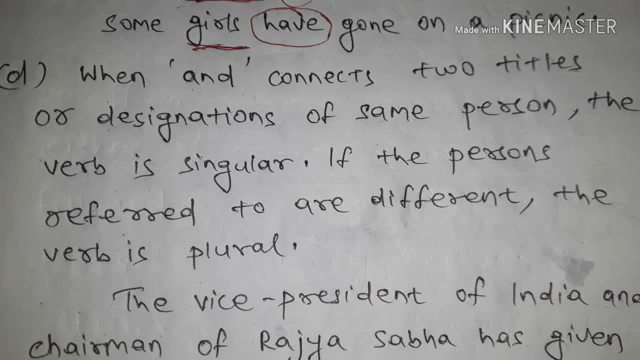 some girls have gone on a picnic.
Made with KINEMASTER
(d) When 'and' connects two titles
or designations of same person, the
verb is singular. If the persons
referred to are different, the
verb is plural.
The vice-president of India and
chairman of Rajya Sabha has given